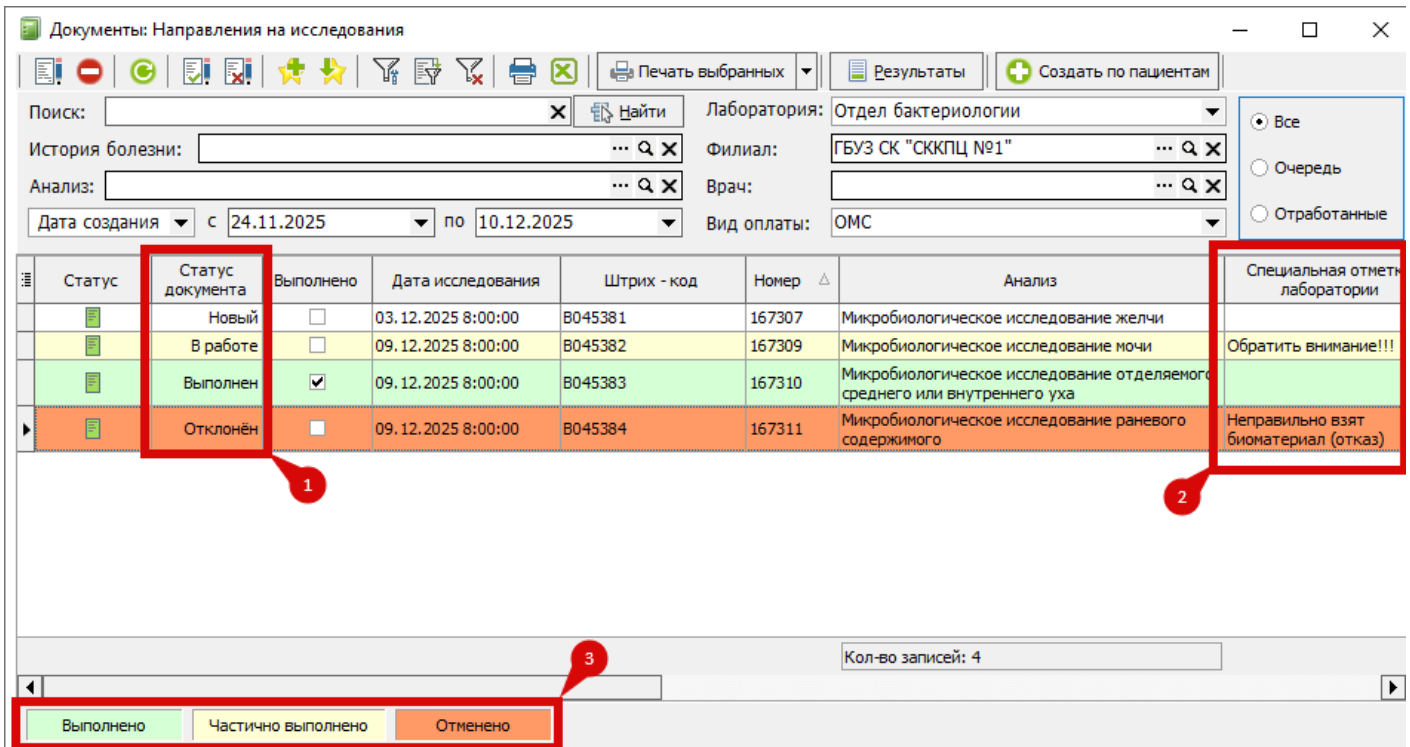 Документы: Направления на исследования
Печать выбранных
Результаты
Создать по пациентам
Поиск:
Найти
Лаборатория: Отдел бактериологии
Все
История болезни:
Филиал: ГБУЗ СК "СККПЦ №1"
Очередь
Анализ:
Врач:
Отработанные
Дата создания с 24.11.2025 по 10.12.2025
Вид оплаты: ОМС
Статус
Статус
документа
Выполнено
Дата исследования
Штрих - код
Номер
Анализ
Специальная отметк
лаборатории
Новый 03.12.2025 8:00:00 B045381 167307 Микробиологическое исследование желчи
В работе 09.12.2025 8:00:00 B045382 167309 Микробиологическое исследование мочи Обратить внимание!!!
Выполнен 09.12.2025 8:00:00 B045383 167310 Микробиологическое исследование отделяемого
среднего или внутреннего уха
Отклонён 09.12.2025 8:00:00 B045384 167311 Микробиологическое исследование раневого
содержимого
Неправильно взят
биоматериал (отказ)
1
2
3
Кол-во записей: 4
Выполнено
Частично выполнено
Отменено